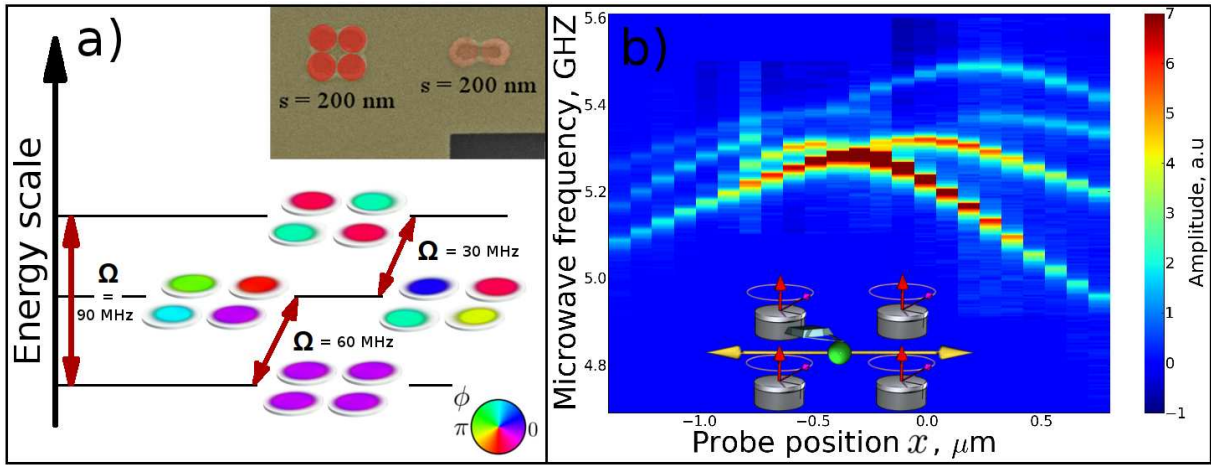 a)
s = 200 nm
s = 200 nm
Energy scale
Ω = 30 MHz
Ω
=
90 MHz
Ω = 60 MHz
ϕ
π
0
b)
Microwave frequency, GHZ
5.6
5.4
5.2
5.0
4.8
−1.0
−0.5
0.0
0.5
Probe position x, μm
7
6
5
4
3
2
1
0
−1
Amplitude, a.u